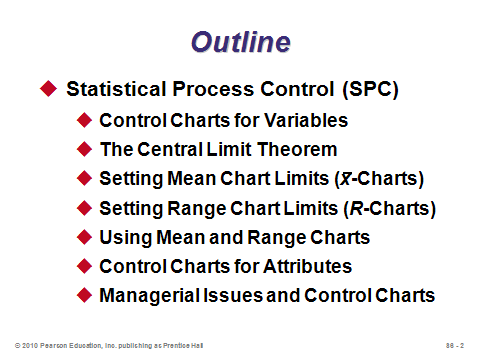 Outline
Statistical Process Control (SPC)
Control Charts for Variables
The Central Limit Theorem
Setting Mean Chart Limits (x̄-Charts)
Setting Range Chart Limits (R-Charts)
Using Mean and Range Charts
Control Charts for Attributes
Managerial Issues and Control Charts
© 2010 Pearson Education, Inc. publishing as Prentice Hall
S6 - 2